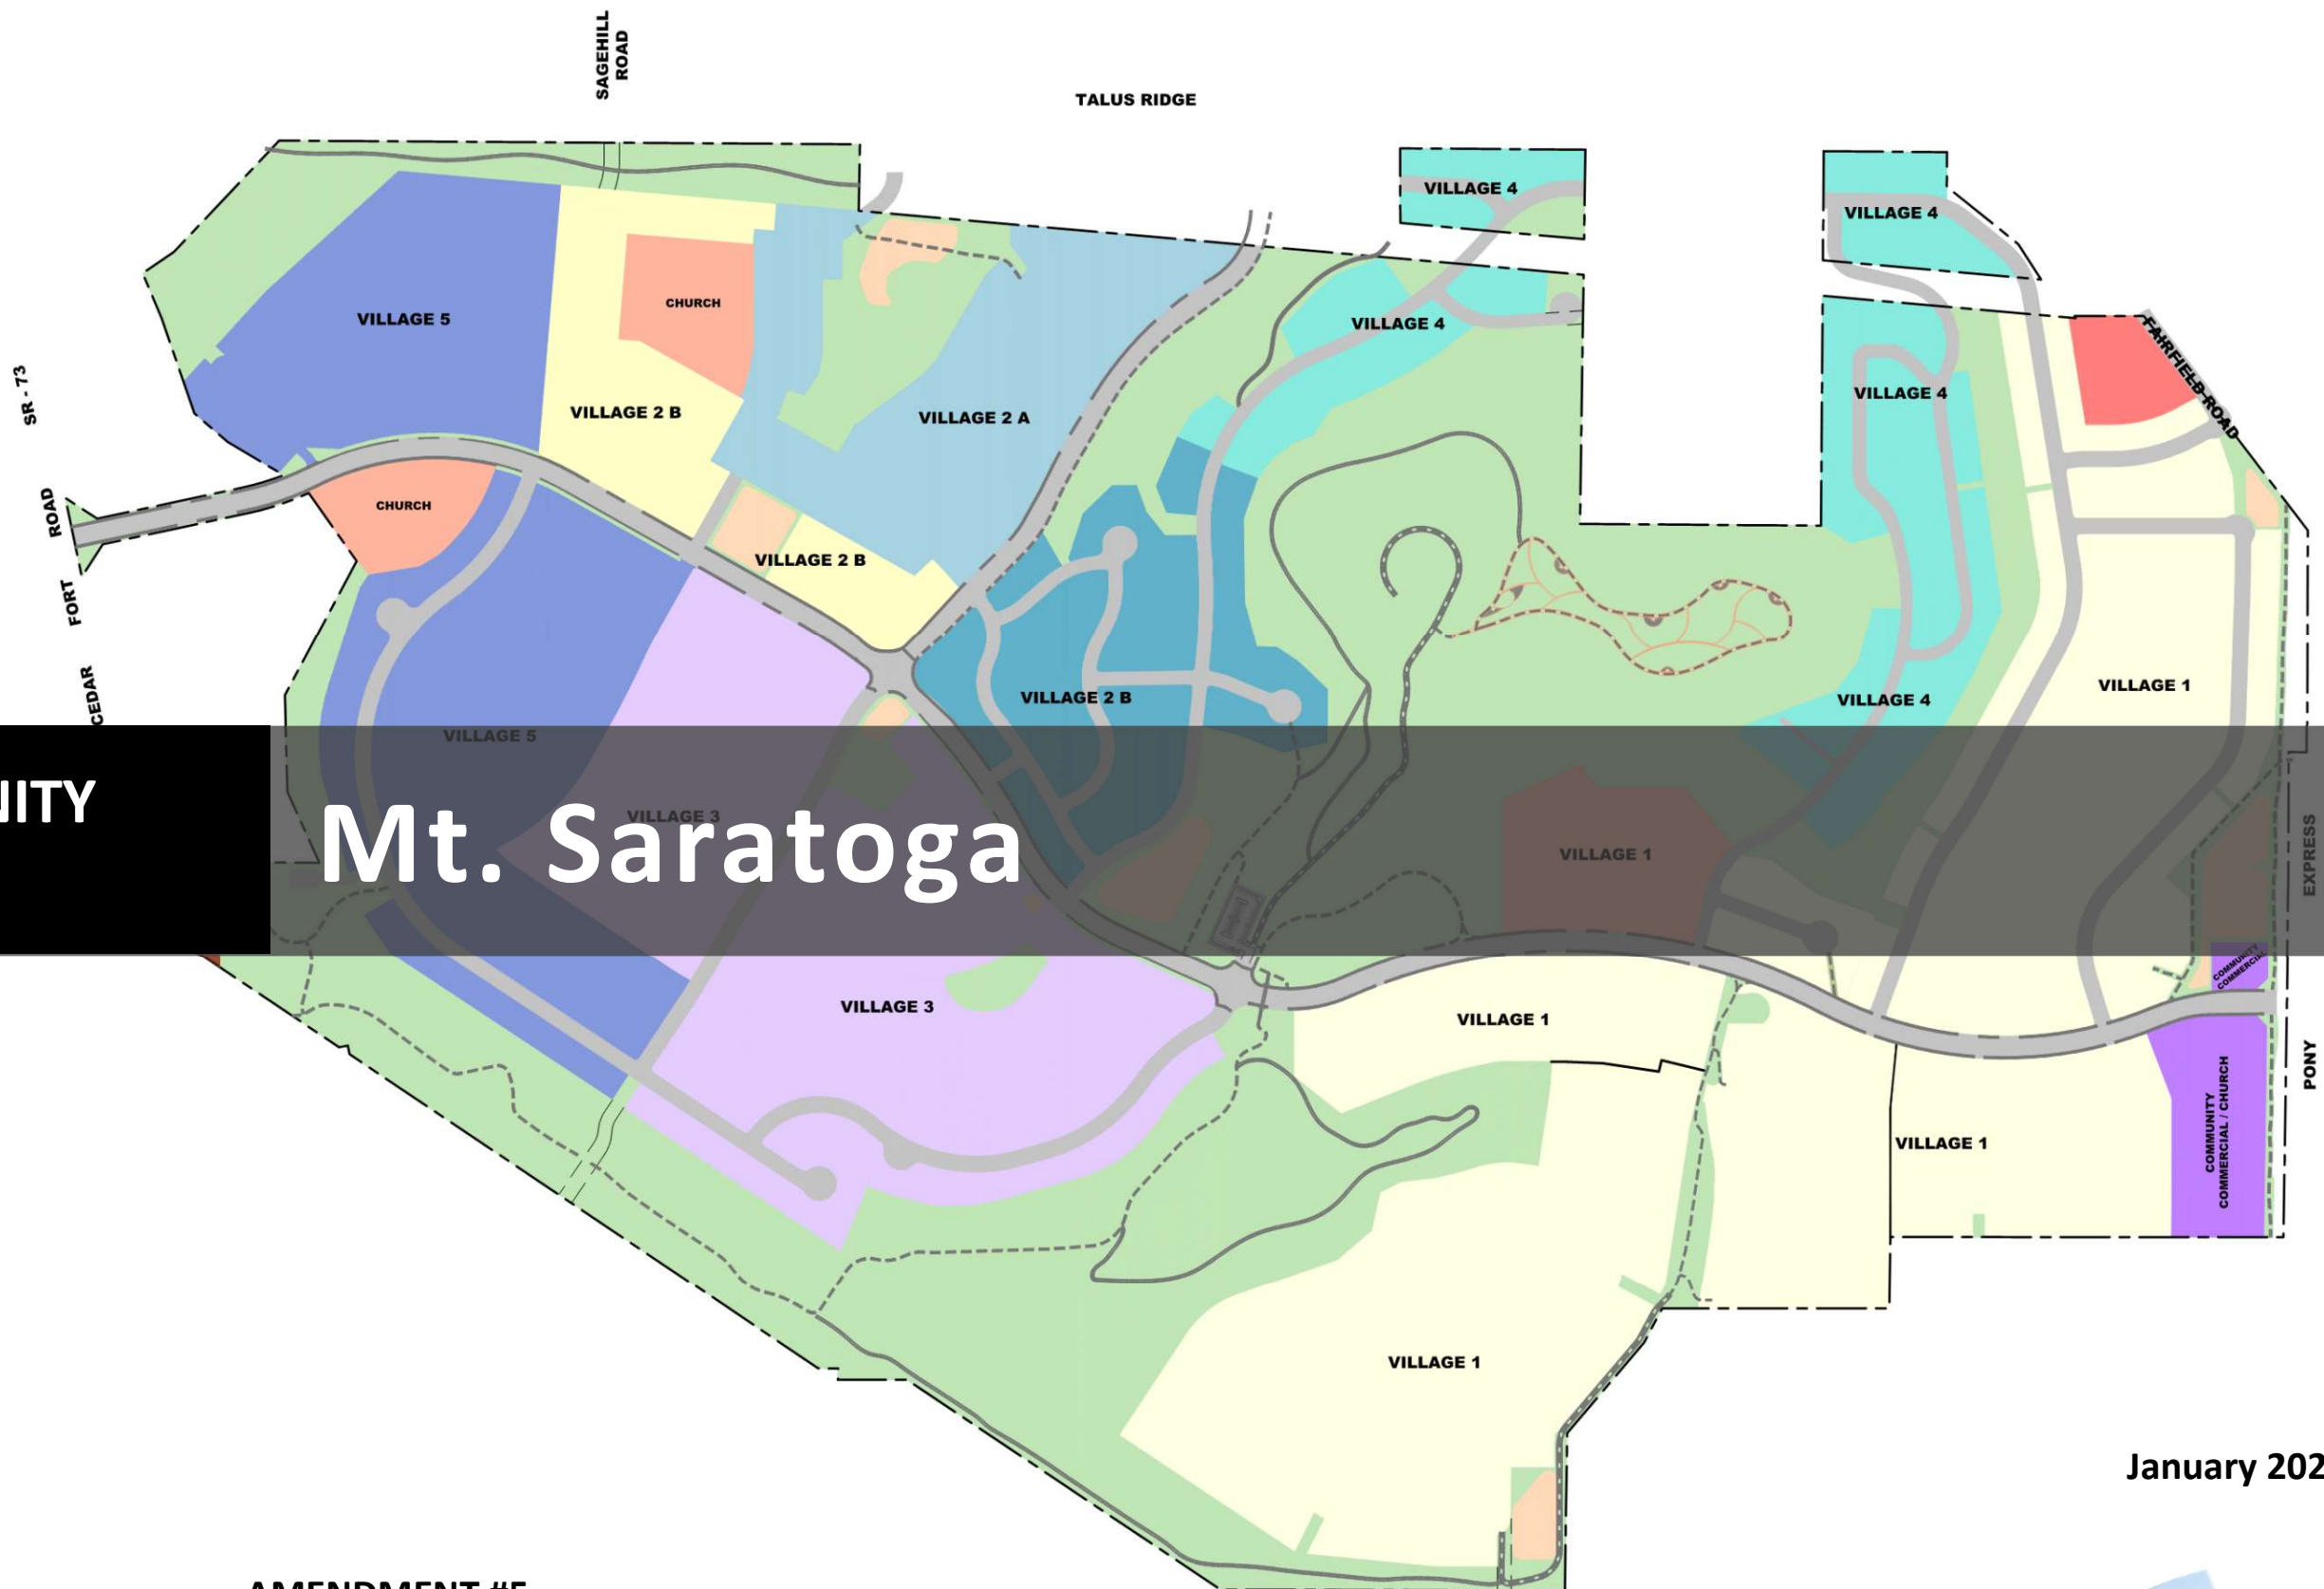 SAGEHILL
ROAD
TALUS RIDGE
VILLAGE 4
VILLAGE 4
CHURCH
VILLAGE 5
VILLAGE 4
FAIRFIELD ROAD
SR - 73
VILLAGE 4
VILLAGE 2 B
VILLAGE 2 A
CHURCH
CEDAR FORT ROAD
VILLAGE 2 B
VILLAGE 1
VILLAGE 2 B
VILLAGE 4
VILLAGE 5
VILLAGE 3
NITY
Mt. Saratoga
VILLAGE 1
PONY EXPRESS
COMMUNITY
COMMERCIAL
VILLAGE 3
VILLAGE 1
COMMUNITY
COMMERCIAL / CHURCH
VILLAGE 1
VILLAGE 1
January 202